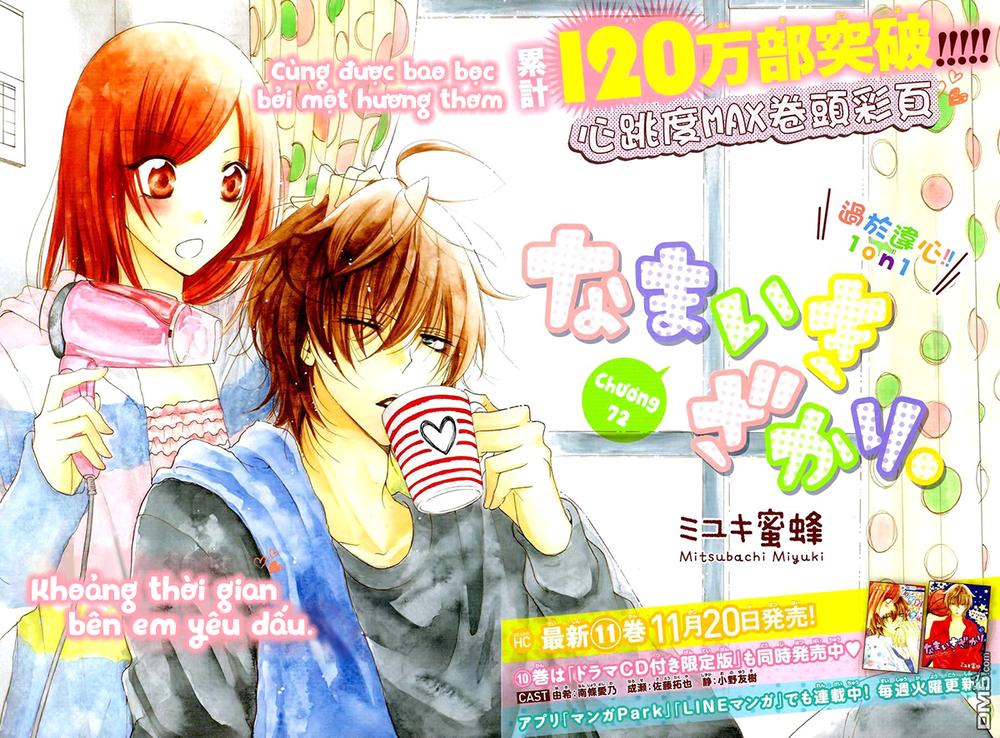 Cùng được bao bọc
bởi một hương thơm
累計
120万部突破!!!!!
心跳度MAX卷頭彩頁
過於違心!!
1on1
なまいき
ざかり。
Chương
72
ミユキ蜜蜂
Mitsubachi Miyuki
Khoảng thời gian
bên em yêu dấu.
HC 最新⑪巻11月20日発売!
⑩巻は「ドラマCD付き限定版」も同時発売中♥
CAST 由希:南條愛乃 成瀬:佐藤拓也 静:小野友樹
アプリ「マンガPark」「LINEマンガ」でも連載中! 毎週火曜更新
DM5.com